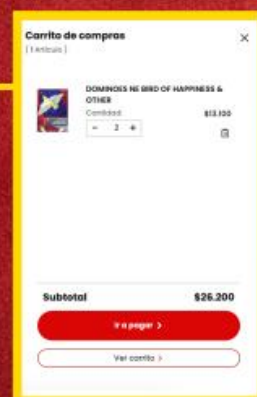 Carrito de compras
[ 1 Artículo ]
DOMINOES NE BIRD OF HAPPINESS &
OTHER
Cantidad: $13.100
- 2 +
Subtotal $26.200
Ir a pagar >
Ver carrito >